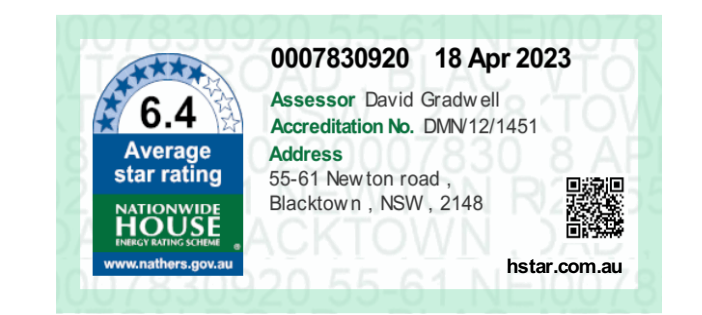 0007830920 18 Apr 2023
6.4
Average
star rating
NATIONWIDE
HOUSE
ENERGY RATING SCHEME ®
www.nathers.gov.au
Assessor David Gradwell
Accreditation No. DMN/12/1451
Address
55-61 Newton road ,
Blacktown , NSW , 2148
hstar.com.au